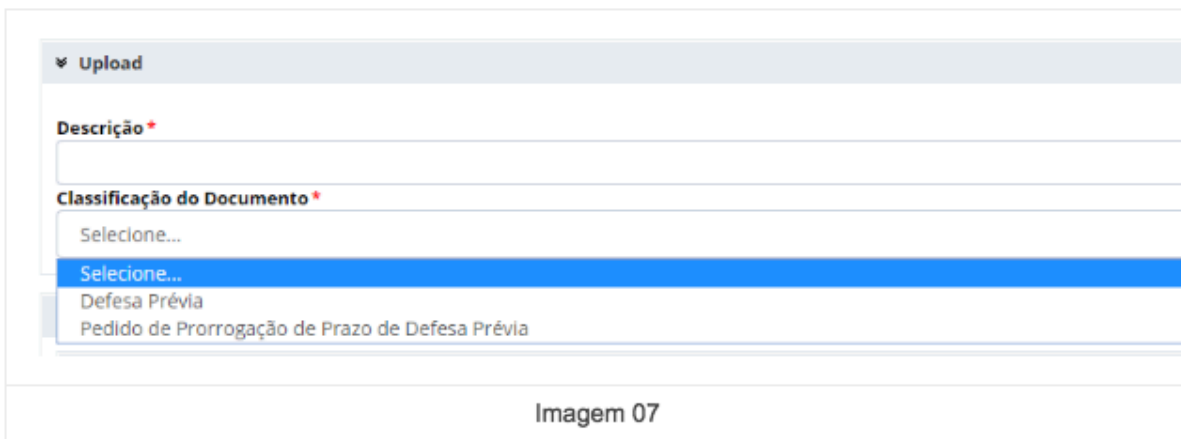 Upload
Descrição *
Classificação do Documento *
Selecione...
Selecione...
Defesa Prévia
Pedido de Prorrogação de Prazo de Defesa Prévia
Imagem 07